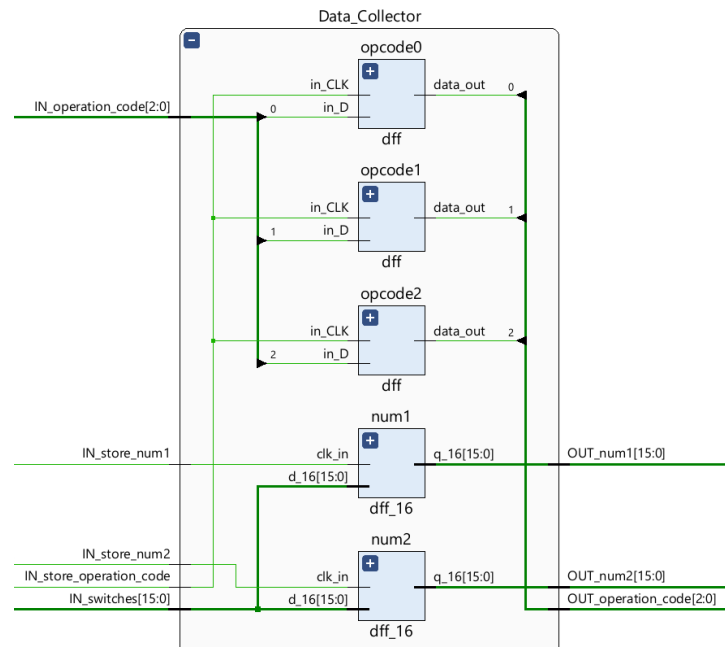 Data_Collector
opcode0
in_CLK
data_out
0
IN_operation_code[2:0]
0
in_D
dff
opcode1
in_CLK
data_out
1
1
in_D
dff
opcode2
in_CLK
data_out
2
2
in_D
dff
num1
IN_store_num1
clk_in
q_16[15:0]
OUT_num1[15:0]
d_16[15:0]
dff_16
num2
IN_store_num2
IN_store_operation_code
clk_in
q_16[15:0]
OUT_num2[15:0]
IN_switches[15:0]
d_16[15:0]
OUT_operation_code[2:0]
dff_16